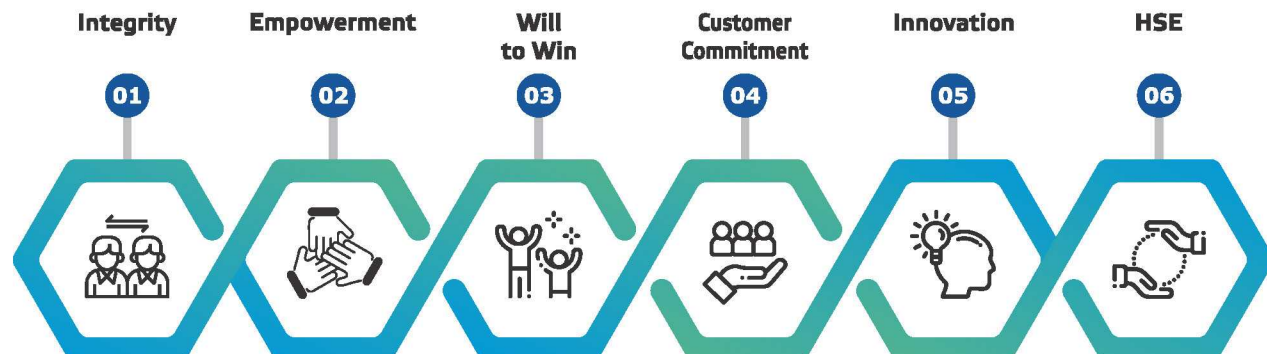 Integrity
01
Empowerment
02
Will
to Win
03
Customer
Commitment
04
Innovation
05
HSE
06